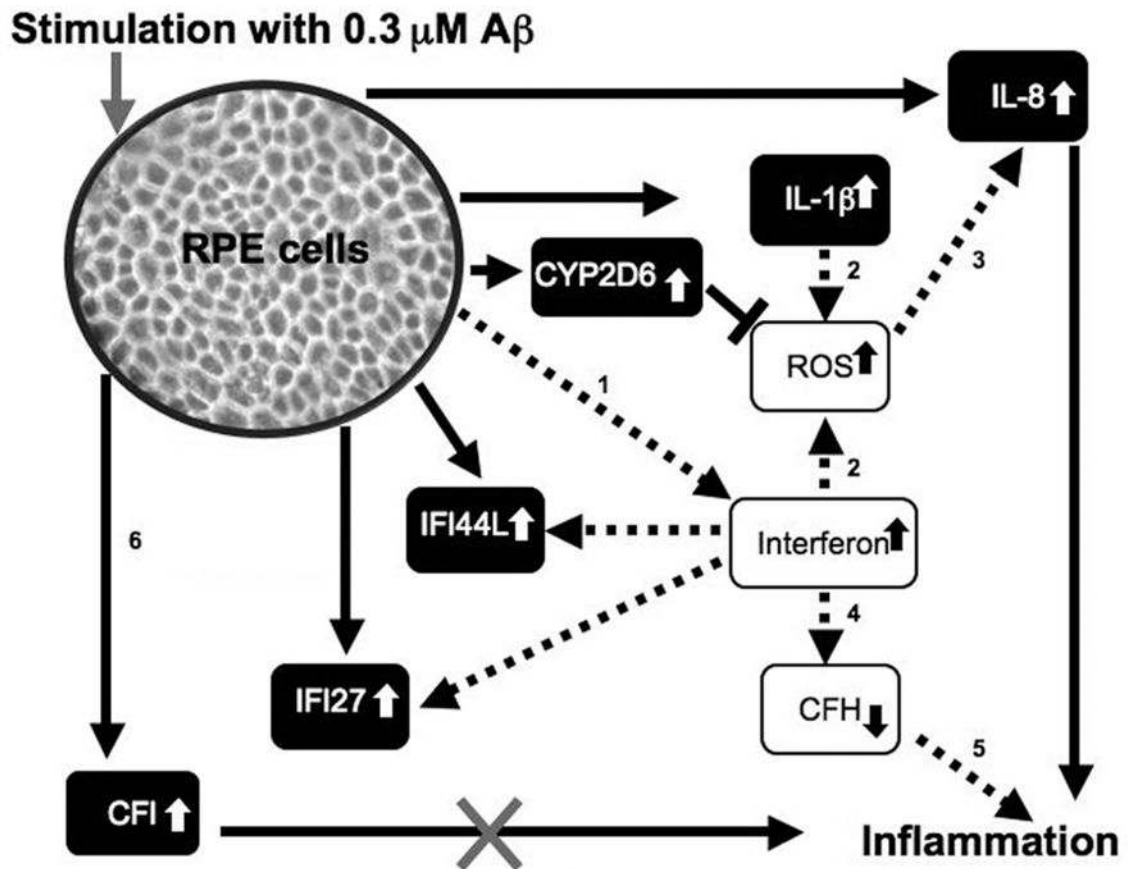 Stimulation with 0.3 μM Aβ
IL-8
IL-1β
RPE cells
CYP2D6
2
3
ROS
1
2
IFI44L
Interferon
6
4
IFI27
CFH
5
CFI
Inflammation